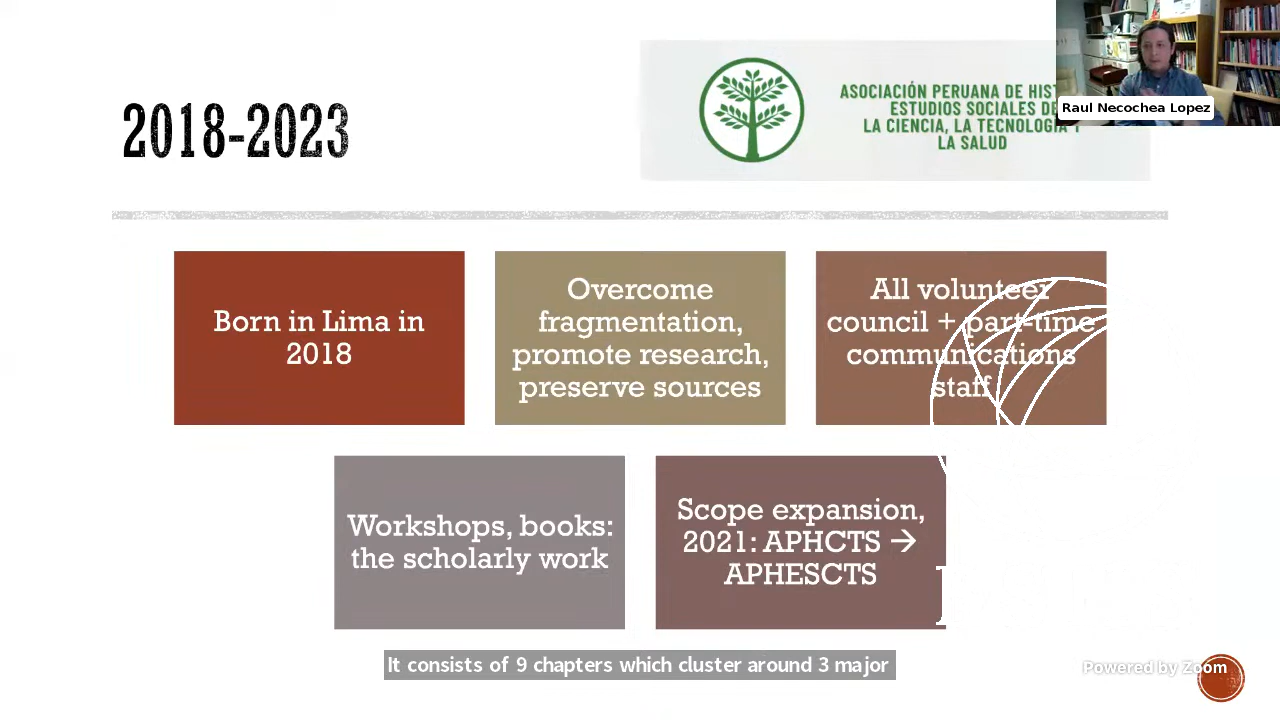 2018-2023
ASOCIACIÓN PERUANA DE HIST
ESTUDIOS SOCIALES DE
LA CIENCIA, LA TECNOLOGÍA Y
LA SALUD
Raul Necochea Lopez
Born in Lima in
2018
Overcome
fragmentation,
promote research,
preserve sources
All volunteer
council + part-time
communications
staff
Workshops, books:
the scholarly work
Scope expansion,
2021: APHCTS →
APHESCTS
It consists of 9 chapters which cluster around 3 major
Powered by Zoom